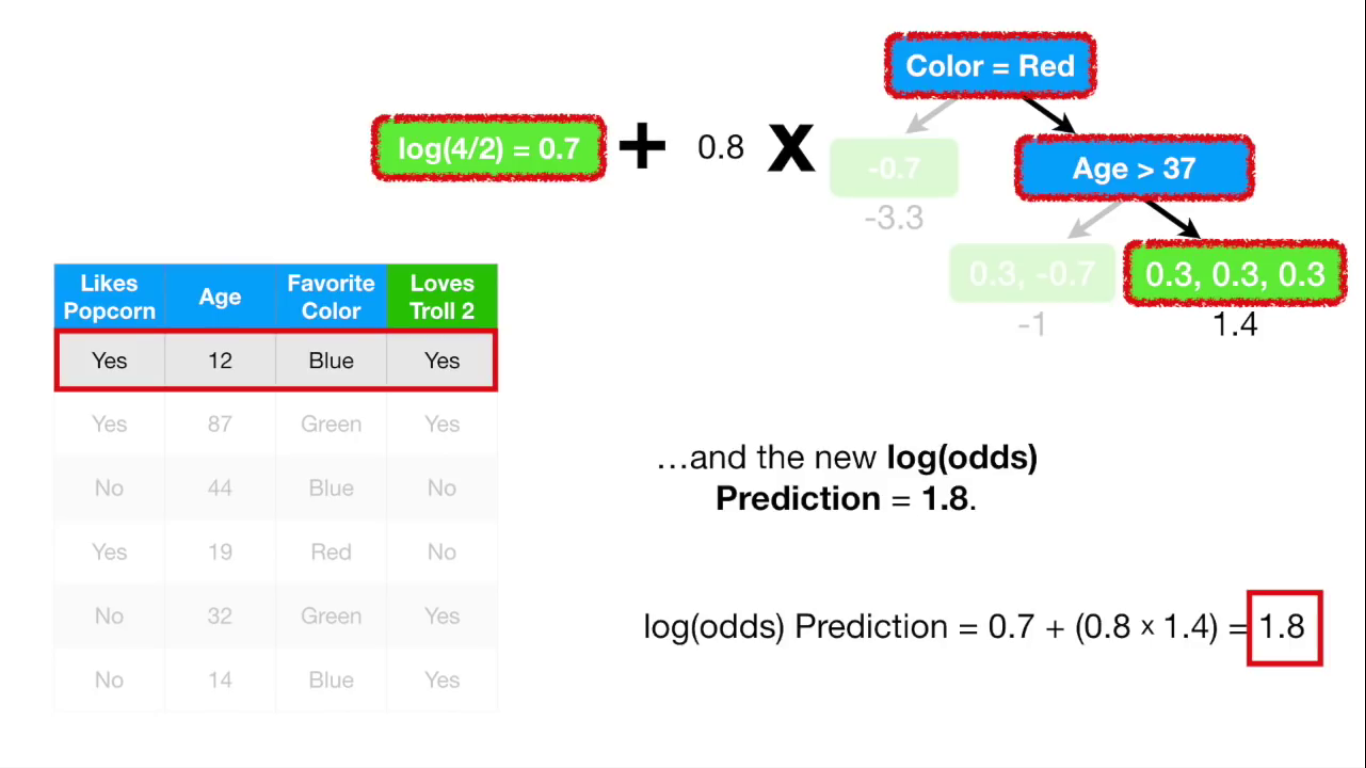 Color = Red
log(4/2) = 0.7 + 0.8 X
-0.7
Age > 37
-3.3
0.3, -0.7
0.3, 0.3, 0.3
-1
1.4
Likes Popcorn Age Favorite Color Loves Troll 2
Yes 12 Blue Yes
Yes 87 Green Yes
No 44 Blue No
Yes 19 Red No
No 32 Green Yes
No 14 Blue Yes
…and the new log(odds)
Prediction = 1.8.
log(odds) Prediction = 0.7 + (0.8 x 1.4) = 1.8